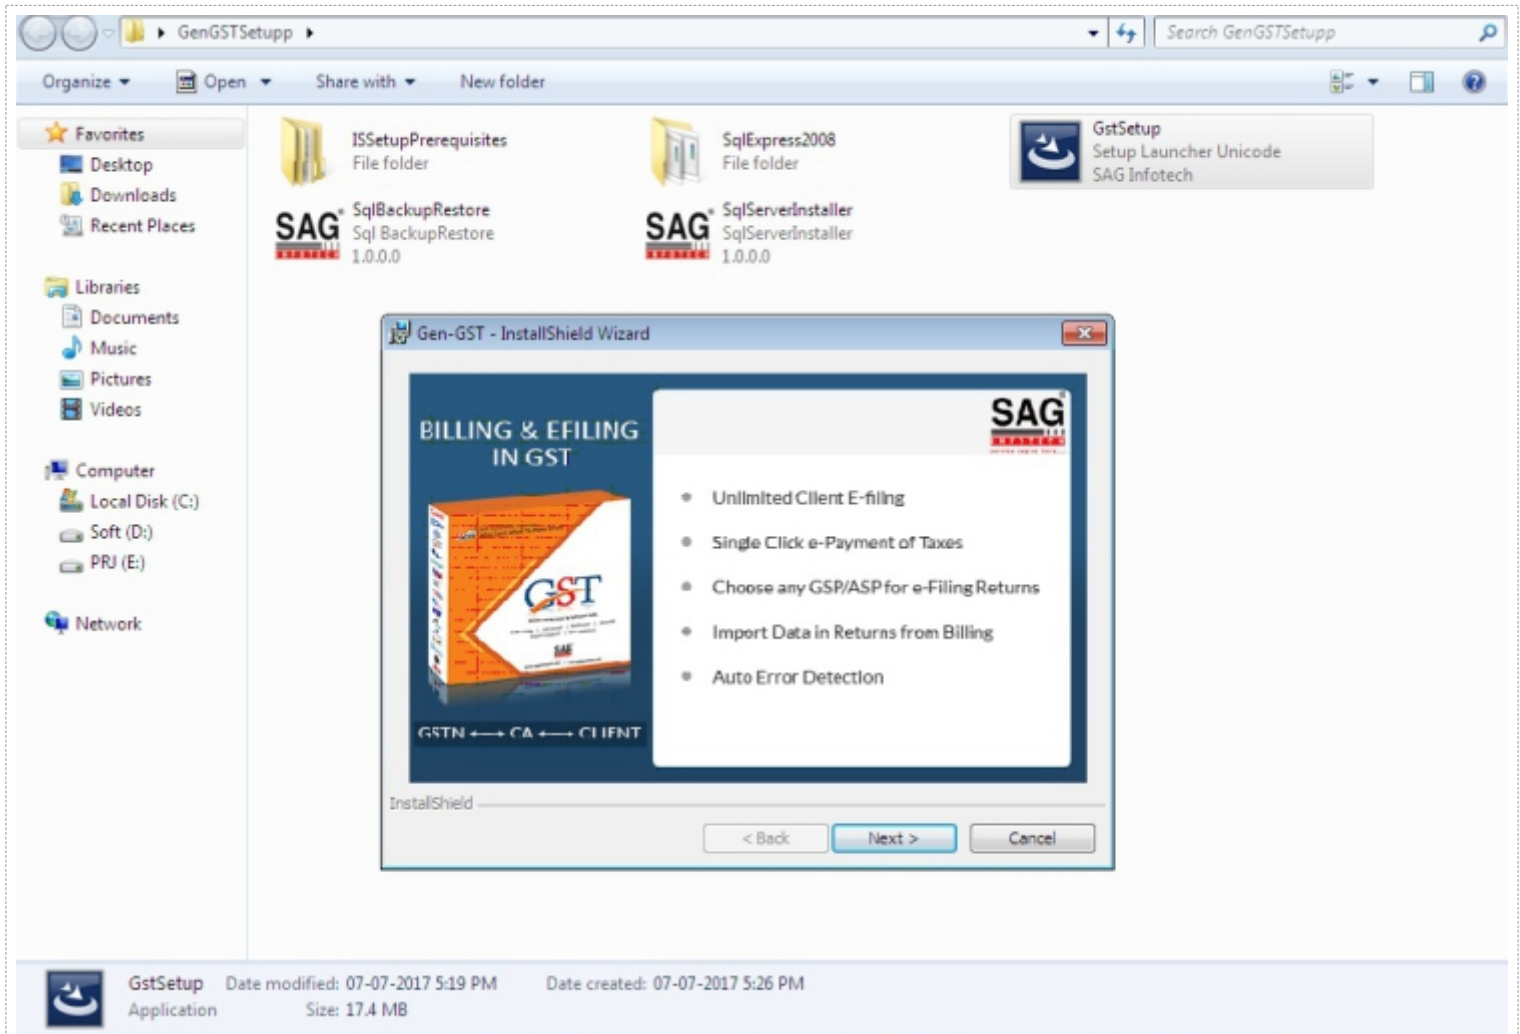 GenGSTSetupp
Search GenGSTSetupp
Organize Open Share with New folder
Favorites
Desktop
Downloads
Recent Places
Libraries
Documents
Music
Pictures
Videos
Computer
Local Disk (C:)
Soft (D:)
PRJ (E:)
Network
ISSetupPrerequisites
File folder
SqlExpress2008
File folder
GstSetup
Setup Launcher Unicode
SAG Infotech
SAG
INFOTECH
SqlBackupRestore
Sql BackupRestore
1.0.0.0
SAG
INFOTECH
SqlServerInstaller
SqlServerInstaller
1.0.0.0
Gen-GST - InstallShield Wizard
BILLING & EFILING
IN GST
GST
SAG
GSTN ⟷ CA ⟷ CLIENT
SAG
INFOTECH
Unlimited Client E-filing
Single Click e-Payment of Taxes
Choose any GSP/ASP for e-Filing Returns
Import Data in Returns from Billing
Auto Error Detection
InstallShield
< Back Next > Cancel
GstSetup Date modified: 07-07-2017 5:19 PM Date created: 07-07-2017 5:26 PM
Application Size: 17.4 MB